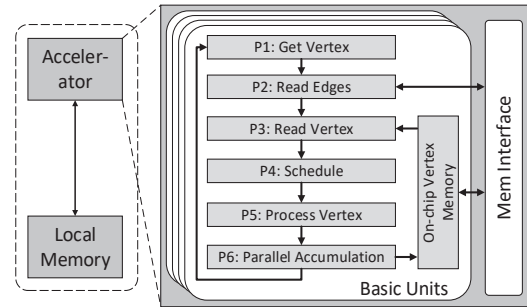 Acceler-
ator
Local
Memory
P1: Get Vertex
P2: Read Edges
P3: Read Vertex
P4: Schedule
P5: Process Vertex
P6: Parallel Accumulation
On-chip Vertex
Memory
Basic Units
Mem Interface